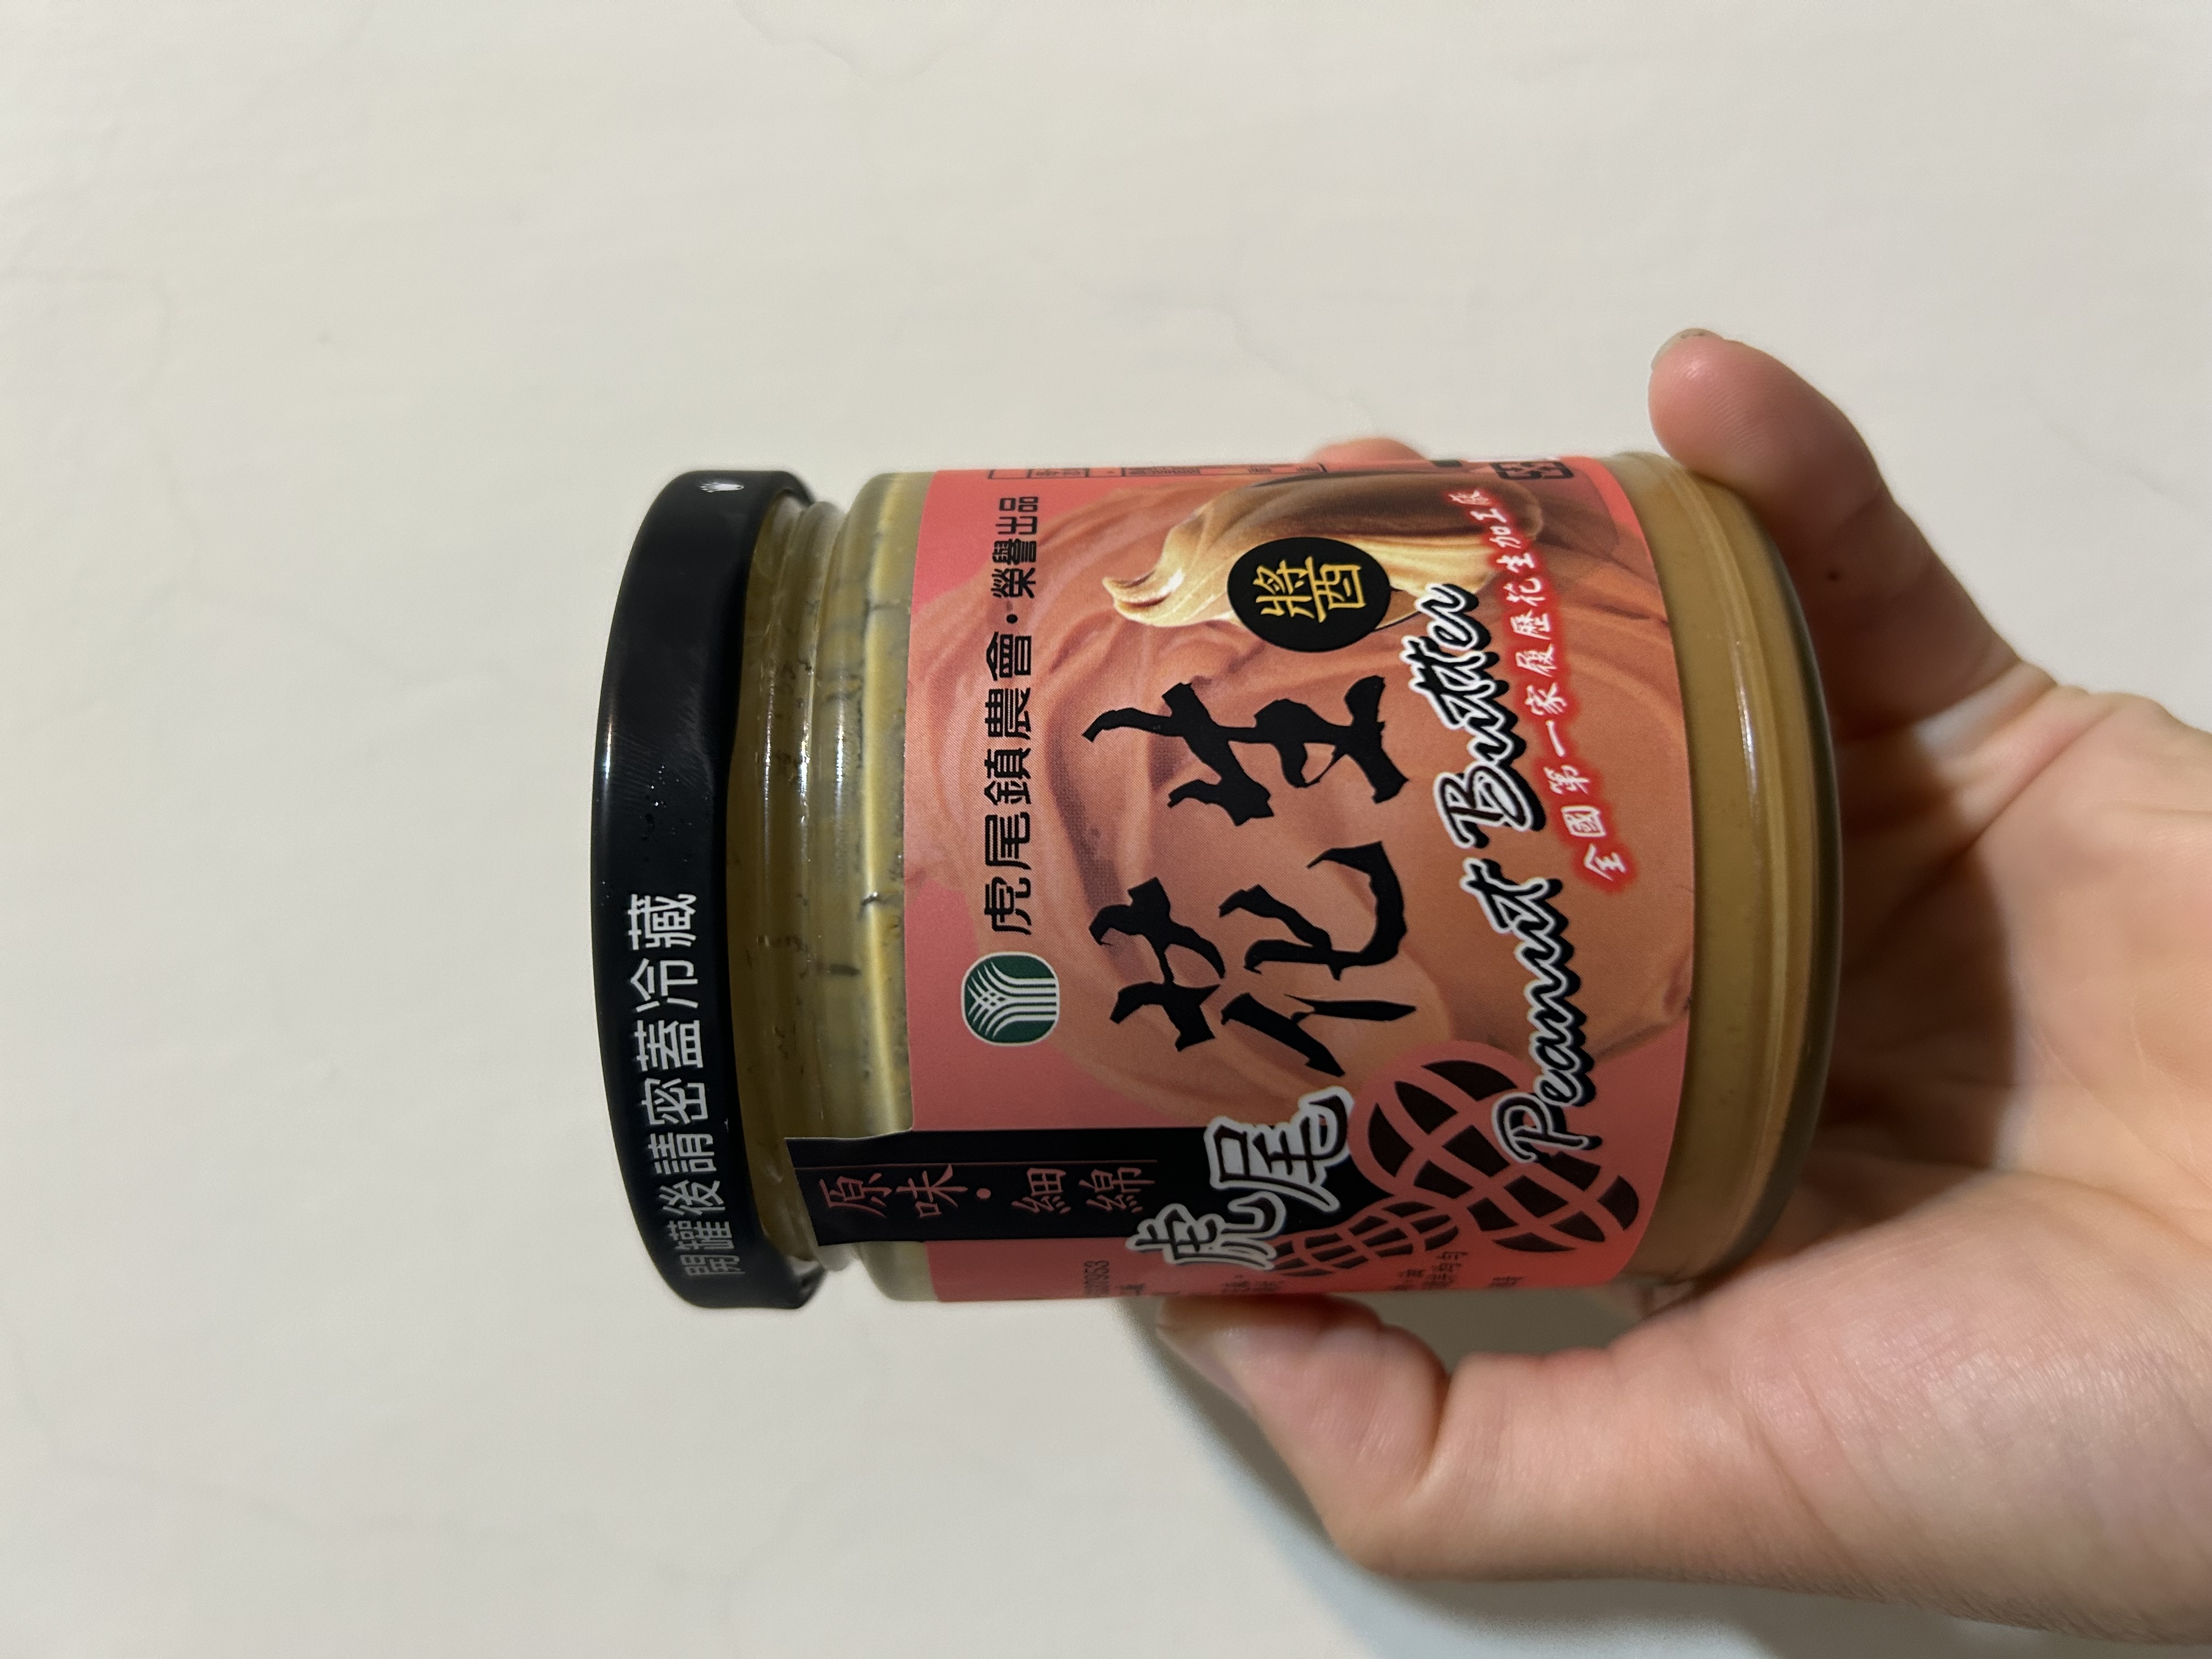 開罐後請密蓋冷藏
原味·細綿
虎尾鎮農會·榮譽出品
虎尾
花生
醬
Peanut Butter
全國第一家履歷花生加工廠